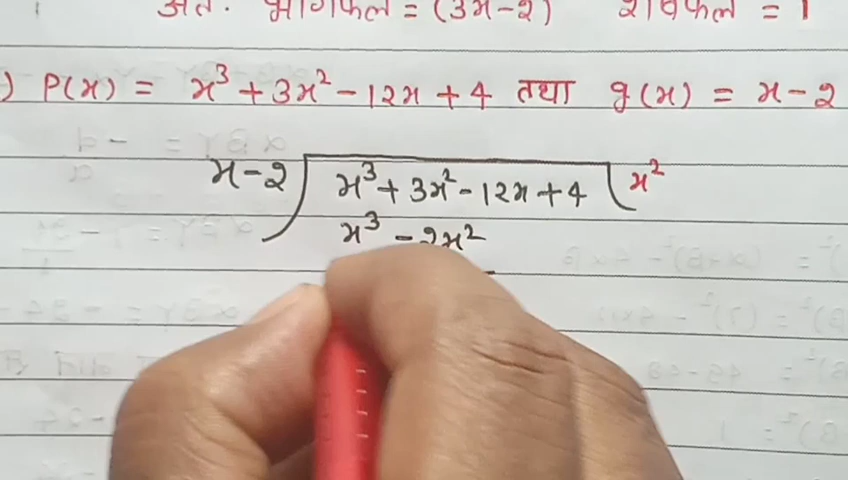 अतः भागफल = (3x-2) शेषफल = 1
) P(x) = x³ + 3x² - 12x + 4 तथा g(x) = x - 2
x-2 x³ + 3x² - 12x + 4 x²
x³ - 2x²